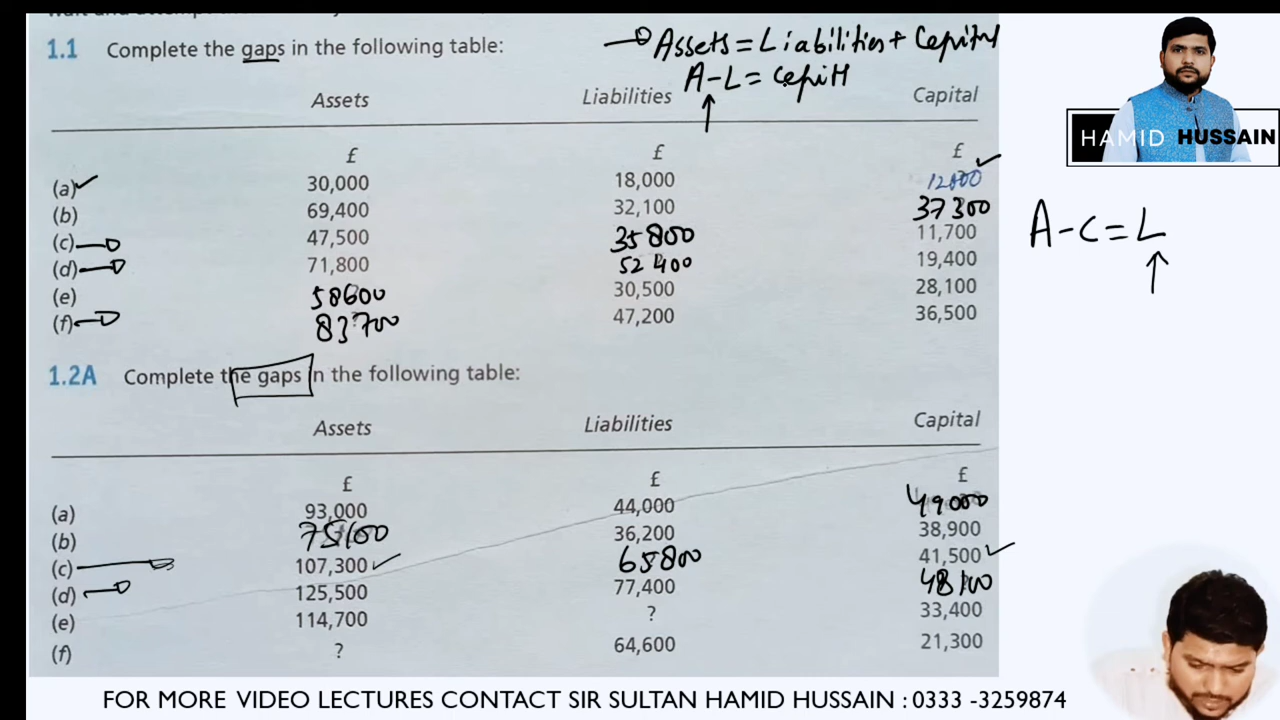 1.1 Complete the gaps in the following table:
Assets = Liabilities + Capital
A - L = Capitl
Assets Liabilities Capital
£ £ £
(a) 30,000 18,000 12000
(b) 69,400 32,100 37300
(c) 47,500 35800 11,700
(d) 71,800 52400 19,400
(e) 58600 30,500 28,100
(f) 83700 47,200 36,500
HAMID HUSSAIN
A - C = L
1.2A Complete the gaps in the following table:
Assets Liabilities Capital
£ £ £
(a) 93,000 44,000 49000
(b) 75100 36,200 38,900
(c) 107,300 65800 41,500
(d) 125,500 77,400 48100
(e) 114,700 ? 33,400
(f) ? 64,600 21,300
FOR MORE VIDEO LECTURES CONTACT SIR SULTAN HAMID HUSSAIN : 0333 -3259874